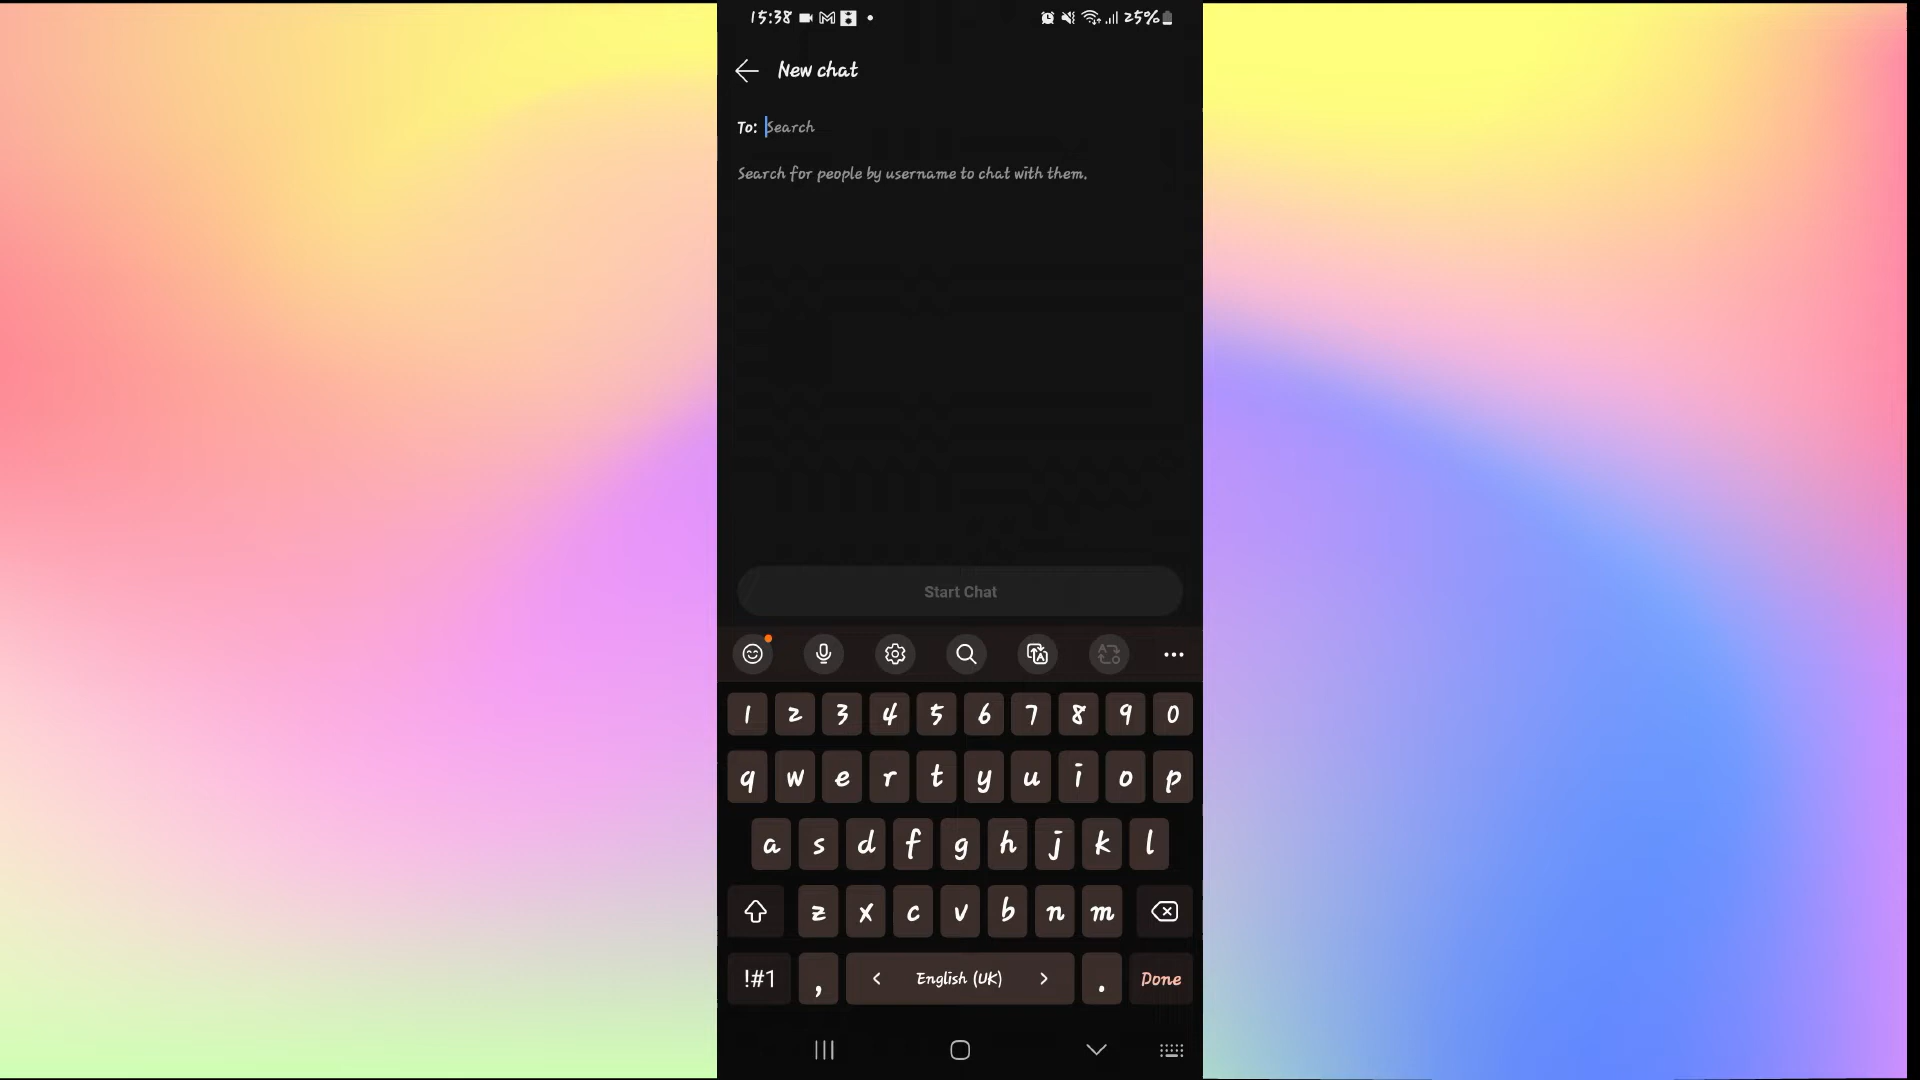 15:38 25%
New chat
To: Search
Search for people by username to chat with them.
Start Chat
1 2 3 4 5 6 7 8 9 0
q w e r t y u i o p
a s d f g h j k l
z x c v b n m
!#1 , < English (UK) > . Done